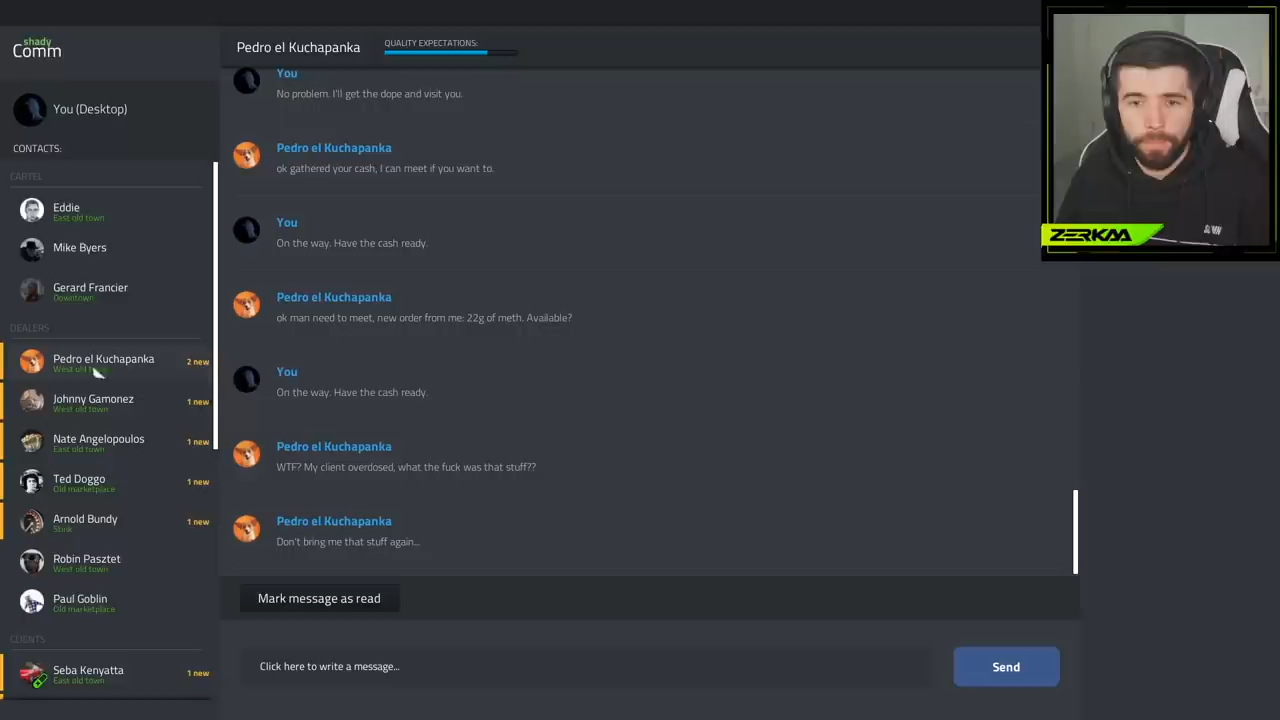 shady
Comm
You (Desktop)
CONTACTS:
CARTEL
Eddie
East old town
Mike Byers
Gerard Francier
Downtown
DEALERS
Pedro el Kuchapanka
2 new
West old
Johnny Gamonez
1 new
West old town
Nate Angelopoulos
1 new
East old town
Ted Doggo
1 new
Old marketplace
Arnold Bundy
1 new
Stink
Robin Pasztet
West old town
Paul Goblin
Old marketplace
CLIENTS
Seba Kenyatta
1 new
East old town
Pedro el Kuchapanka
QUALITY EXPECTATIONS:
You
No problem. I'll get the dope and visit you.
Pedro el Kuchapanka
ok gathered your cash, I can meet if you want to.
You
On the way. Have the cash ready.
Pedro el Kuchapanka
ok man need to meet, new order from me: 22g of meth. Available?
You
On the way. Have the cash ready.
Pedro el Kuchapanka
WTF? My client overdosed, what the fuck was that stuff??
Pedro el Kuchapanka
Don't bring me that stuff again...
Mark message as read
Click here to write a message...
Send
ZERKAA